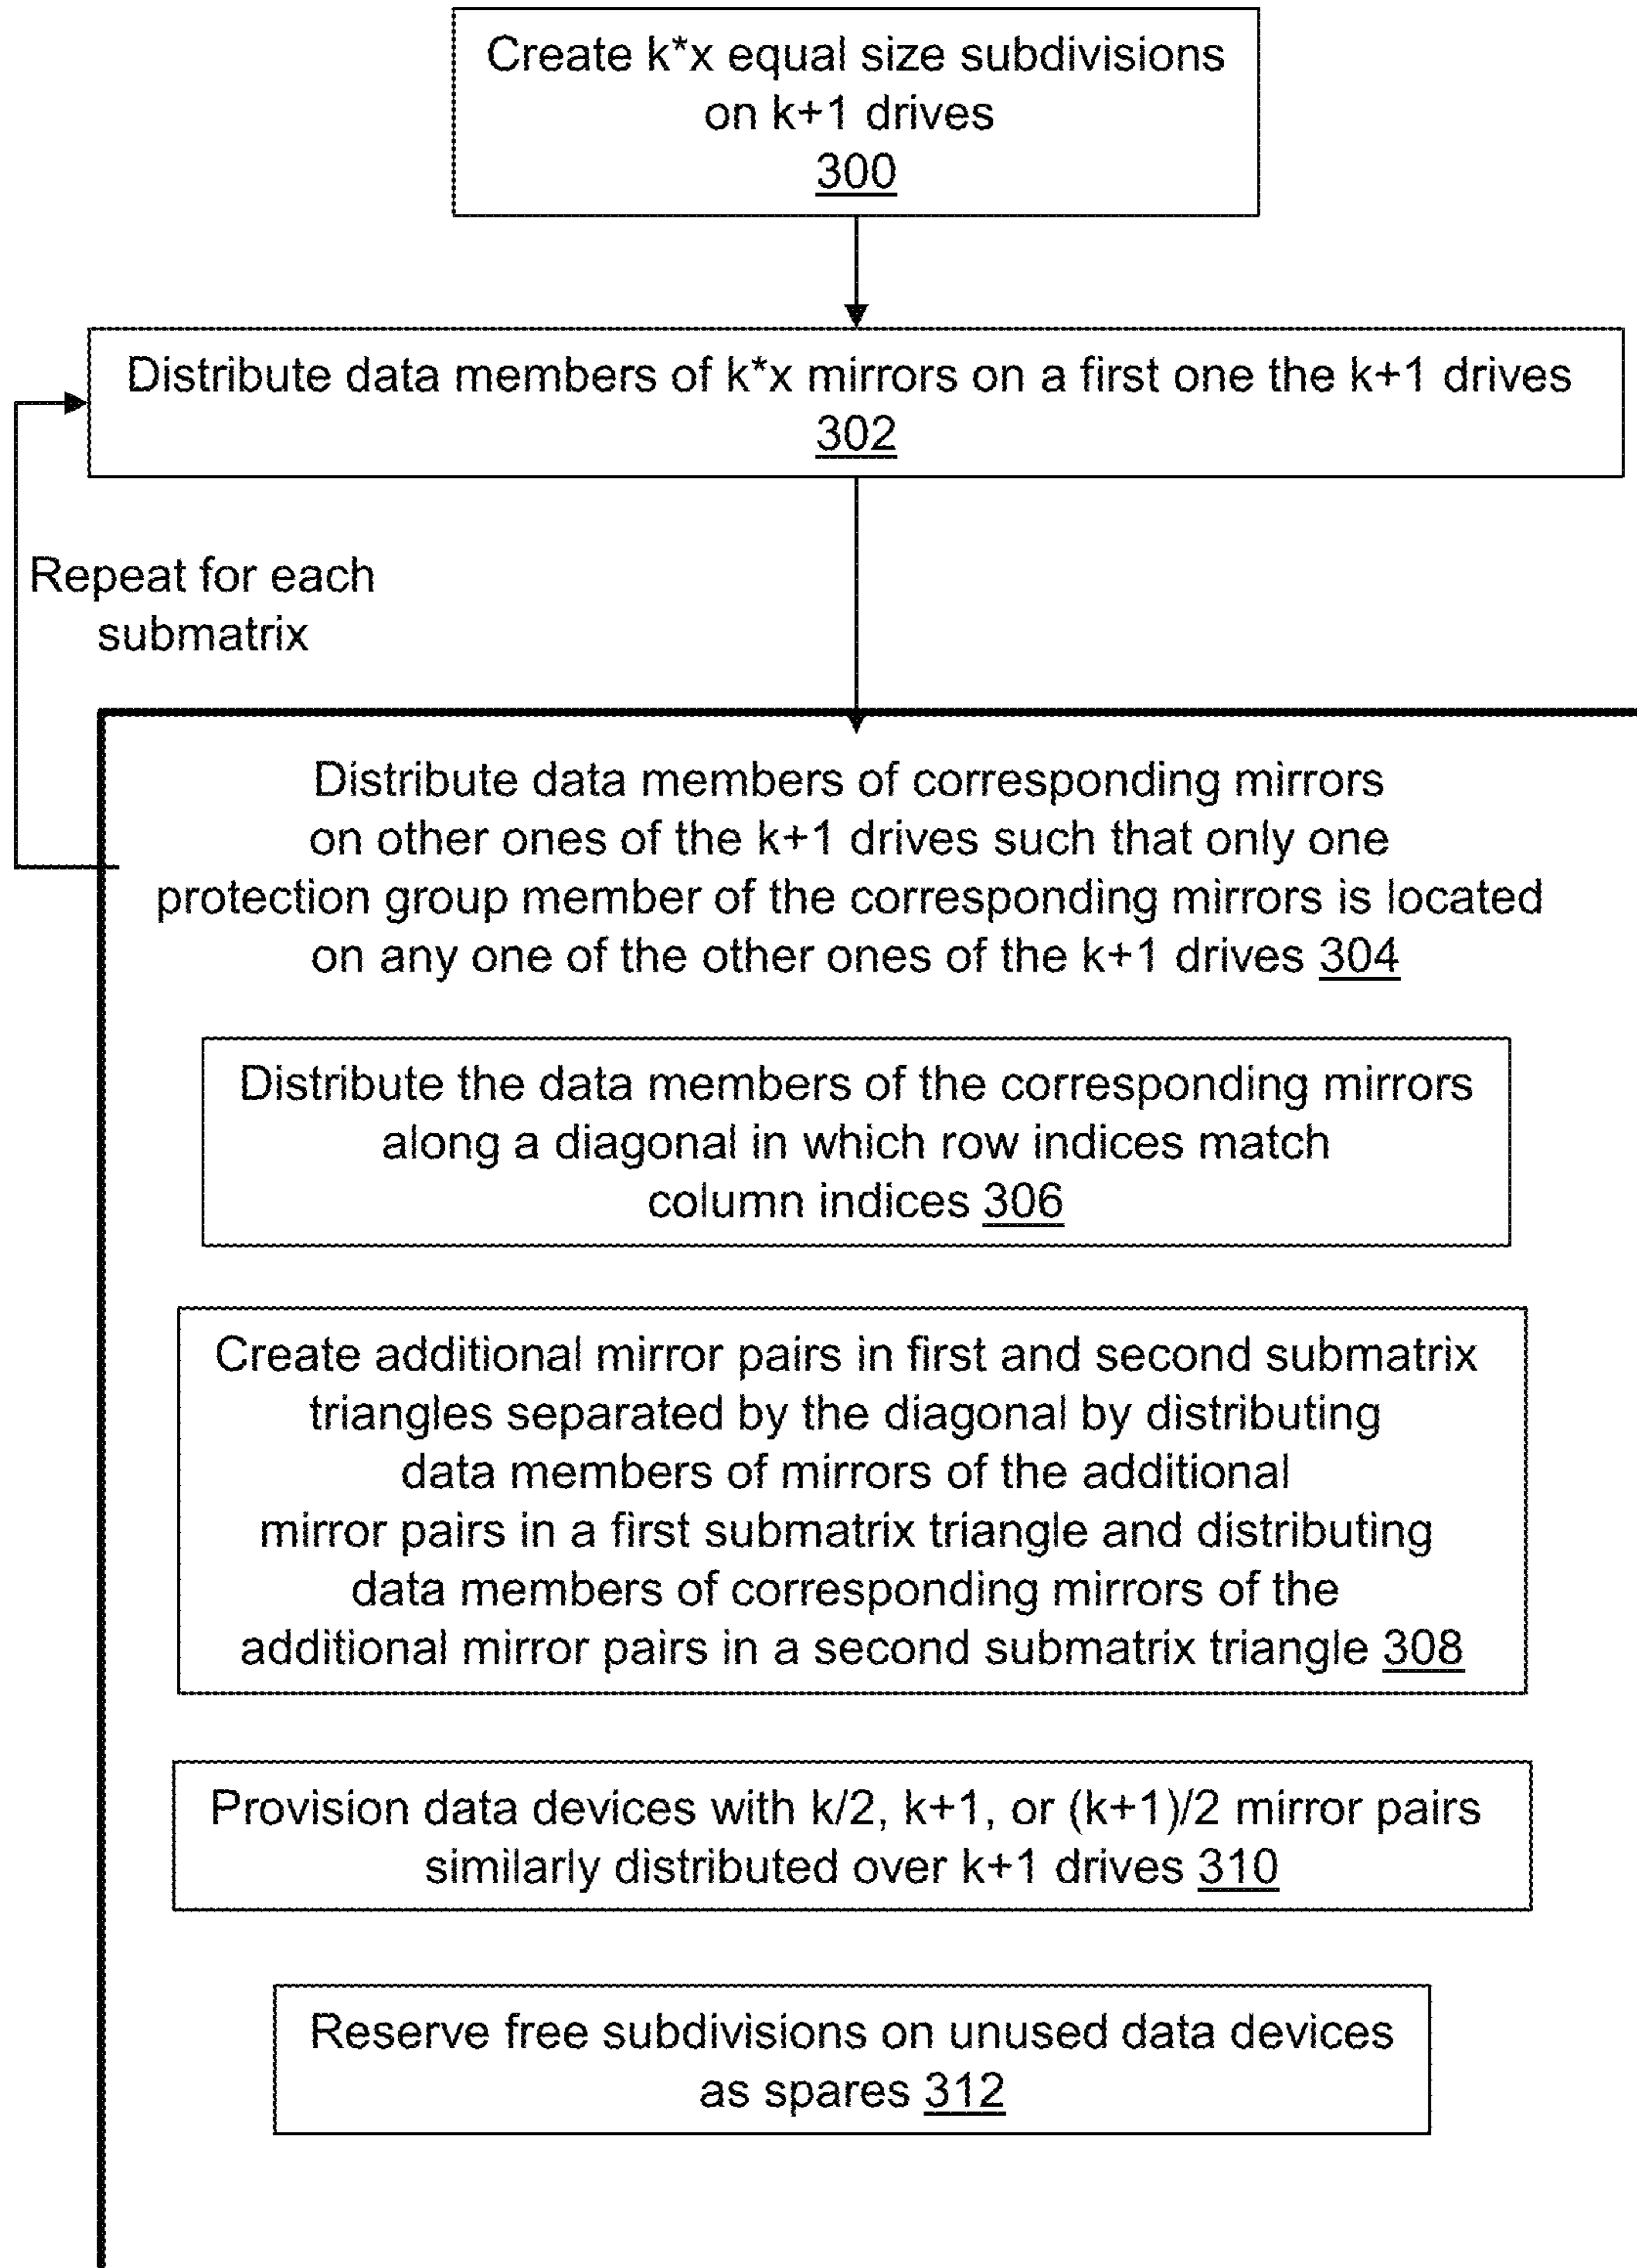 Create k*x equal size subdivisions
on k+1 drives
300
Distribute data members of k*x mirrors on a first one the k+1 drives
302
Repeat for each
submatrix
Distribute data members of corresponding mirrors
on other ones of the k+1 drives such that only one
protection group member of the corresponding mirrors is located
on any one of the other ones of the k+1 drives 304
Distribute the data members of the corresponding mirrors
along a diagonal in which row indices match
column indices 306
Create additional mirror pairs in first and second submatrix
triangles separated by the diagonal by distributing
data members of mirrors of the additional
mirror pairs in a first submatrix triangle and distributing
data members of corresponding mirrors of the
additional mirror pairs in a second submatrix triangle 308
Provision data devices with k/2, k+1, or (k+1)/2 mirror pairs
similarly distributed over k+1 drives 310
Reserve free subdivisions on unused data devices
as spares 312